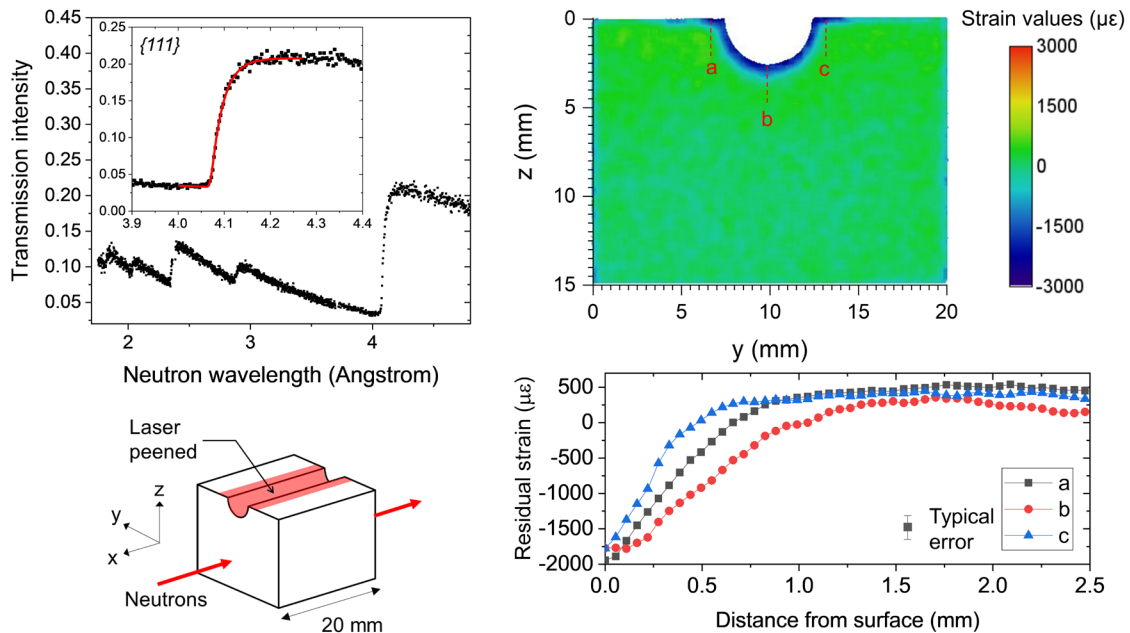 0.45
0.40
0.35
0.30
0.25
0.20
0.15
0.10
0.05
Transmission intensity
{111}
0.25
0.20
0.15
0.10
0.05
0.00
3.9 4.0 4.1 4.2 4.3 4.4
2 3 4
Neutron wavelength (Angstrom)
Strain values (με)
3000
1500
0
-1500
-3000
a
b
c
0
5
10
15
z (mm)
0 5 10 15 20
y (mm)
Laser
peened
z
y
x
Neutrons
20 mm
500
0
-500
-1000
-1500
-2000
Residual strain (με)
Typical
error
a
b
c
0.0 0.5 1.0 1.5 2.0 2.5
Distance from surface (mm)